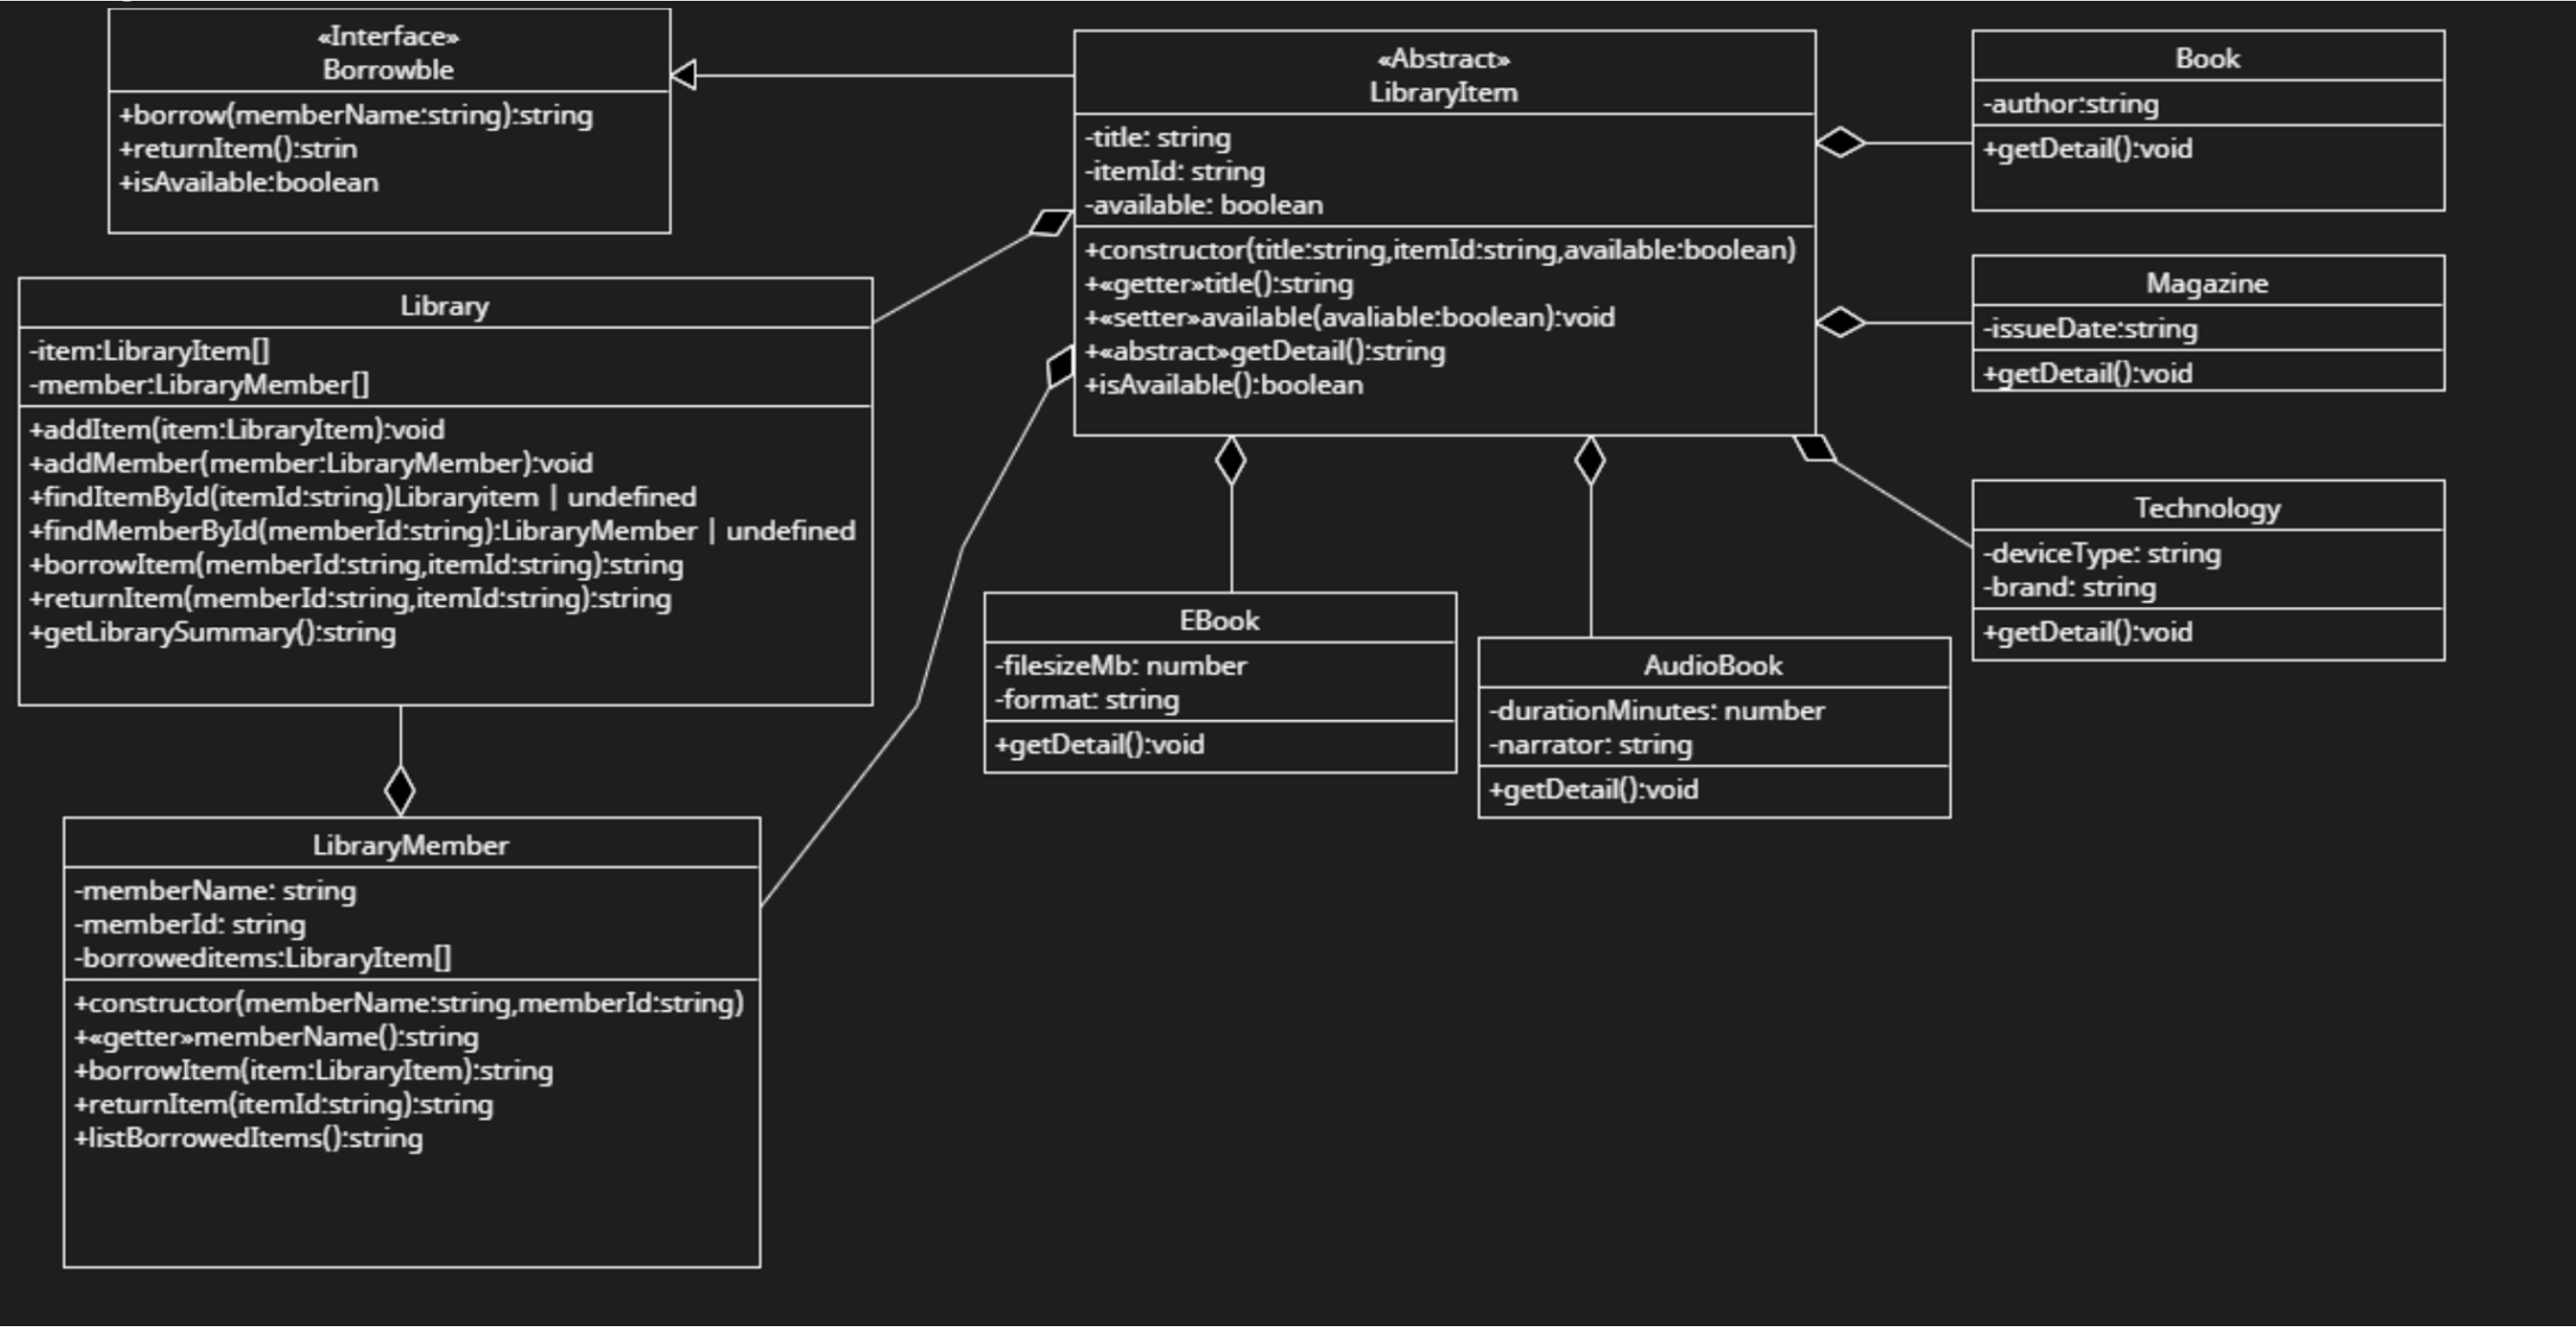 «Interface»
Borrowble
+borrow(memberName:string):string
+returnItem():strin
+isAvailable:boolean
«Abstract»
LibraryItem
-title: string
-itemId: string
-available: boolean
+constructor(title:string,itemId:string,available:boolean)
+«getter»title():string
+«setter»available(avaliable:boolean):void
+«abstract»getDetail():string
+isAvailable():boolean
Book
-author:string
+getDetail():void
Magazine
-issueDate:string
+getDetail():void
Library
-item:LibraryItem[]
-member:LibraryMember[]
+addItem(item:LibraryItem):void
+addMember(member:LibraryMember):void
+findItemById(itemId:string)Libraryitem | undefined
+findMemberById(memberId:string):LibraryMember | undefined
+borrowItem(memberId:string,itemId:string):string
+returnItem(memberId:string,itemId:string):string
+getLibrarySummary():string
Technology
-deviceType: string
-brand: string
+getDetail():void
EBook
-filesizeMb: number
-format: string
+getDetail():void
AudioBook
-durationMinutes: number
-narrator: string
+getDetail():void
LibraryMember
-memberName: string
-memberId: string
-borroweditems:LibraryItem[]
+constructor(memberName:string,memberId:string)
+«getter»memberName():string
+borrowItem(item:LibraryItem):string
+returnItem(itemId:string):string
+listBorrowedItems():string